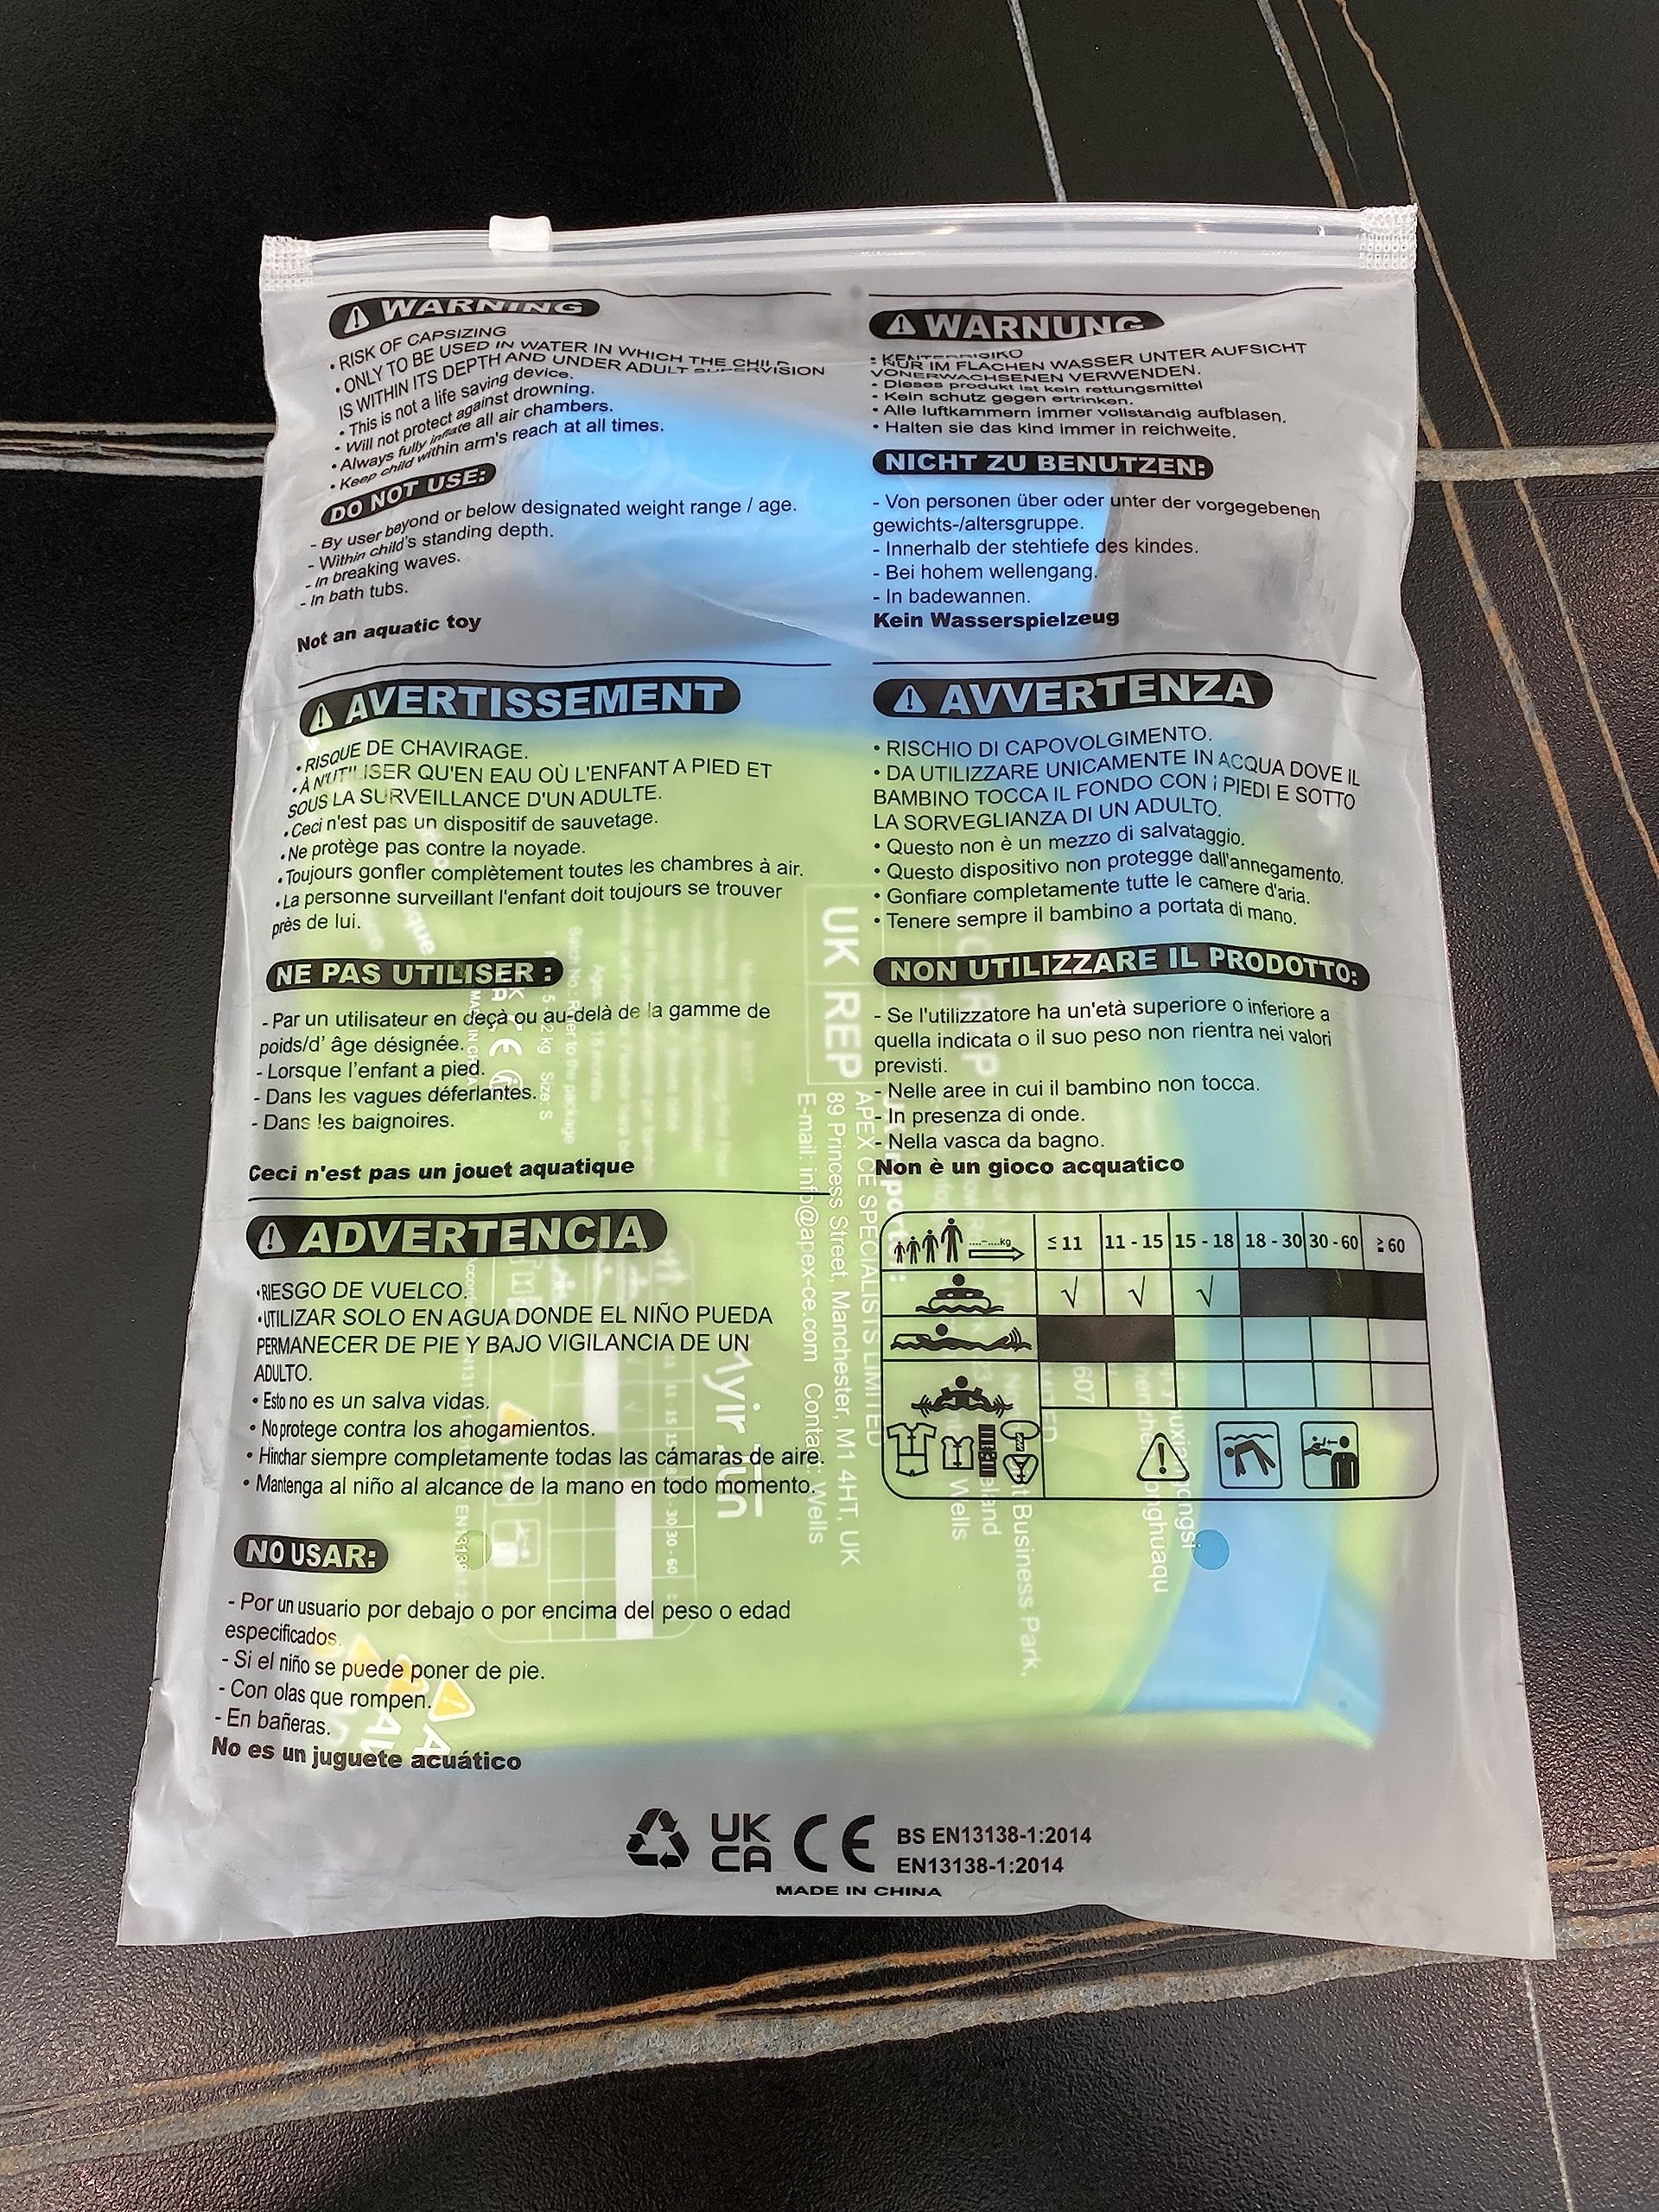 WARNING
• RISK OF CAPSIZING
• ONLY TO BE USED IN WATER IN WHICH THE CHILD
IS WITHIN ITS DEPTH AND UNDER ADULT SUPERVISION
• This is not a life saving device.
• Will not protect against drowning.
• Always fully inflate all air chambers.
• Keep child within arm's reach at all times.
DO NOT USE:
- By user beyond or below designated weight range / age.
- Within child's standing depth.
- In breaking waves.
- In bath tubs.
Not an aquatic toy
WARNUNG
• KENTERRISIKO
• NUR IM FLACHEN WASSER UNTER AUFSICHT
VONERWACHSENEN VERWENDEN.
• Dieses produkt ist kein rettungsmittel
• Kein schutz gegen ertrinken.
• Alle luftkammern immer vollständig aufblasen.
• Halten sie das kind immer in reichweite.
NICHT ZU BENUTZEN:
- Von personen über oder unter der vorgegebenen
gewichts-/altersgruppe.
- Innerhalb der stehtiefe des kindes.
- Bei hohem wellengang.
- In badewannen.
Kein Wasserspielzeug
AVERTISSEMENT
• RISQUE DE CHAVIRAGE.
• À N'UTILISER QU'EN EAU OÙ L'ENFANT A PIED ET
SOUS LA SURVEILLANCE D'UN ADULTE.
• Ceci n'est pas un dispositif de sauvetage.
• Ne protège pas contre la noyade.
• Toujours gonfler complètement toutes les chambres à air.
• La personne surveillant l'enfant doit toujours se trouver
près de lui.
NE PAS UTILISER :
- Par un utilisateur en deçà ou au-delà de la gamme de
poids/d' âge désignée.
- Lorsque l'enfant a pied.
- Dans les vagues déferlantes.
- Dans les baignoires.
Ceci n'est pas un jouet aquatique
AVVERTENZA
• RISCHIO DI CAPOVOLGIMENTO.
• DA UTILIZZARE UNICAMENTE IN ACQUA DOVE IL
BAMBINO TOCCA IL FONDO CON i PIEDI E SOTTO
LA SORVEGLIANZA DI UN ADULTO.
• Questo non è un mezzo di salvataggio.
• Questo dispositivo non protegge dall'annegamento.
• Gonfiare completamente tutte le camere d'aria.
• Tenere sempre il bambino a portata di mano.
NON UTILIZZARE IL PRODOTTO:
- Se l'utilizzatore ha un'età superiore o inferiore a
quella indicata o il suo peso non rientra nei valori
previsti.
- Nelle aree in cui il bambino non tocca.
- In presenza di onde.
- Nella vasca da bagno.
Non è un gioco acquatico
ADVERTENCIA
• RIESGO DE VUELCO.
• UTILIZAR SOLO EN AGUA DONDE EL NIÑO PUEDA
PERMANECER DE PIE Y BAJO VIGILANCIA DE UN
ADULTO.
• Esto no es un salva vidas.
• No protege contra los ahogamientos.
• Hinchar siempre completamente todas las cámaras de aire.
• Mantenga al niño al alcance de la mano en todo momento.
NO USAR:
- Por un usuario por debajo o por encima del peso o edad
especificados.
- Si el niño se puede poner de pie.
- Con olas que rompen.
- En bañeras.
No es un juguete acuático
....-....kg ≤ 11 11 - 15 15 - 18 18 - 30 30 - 60 ≥ 60
√ √ √
UK REP
APEX CE SPECIALISTS LIMITED
89 Princess Street, Manchester, M1 4HT, UK
E-mail: info@apex-ce.com Contact: Wells
Business Park,
UK
CA CE BS EN13138-1:2014
EN13138-1:2014
MADE IN CHINA